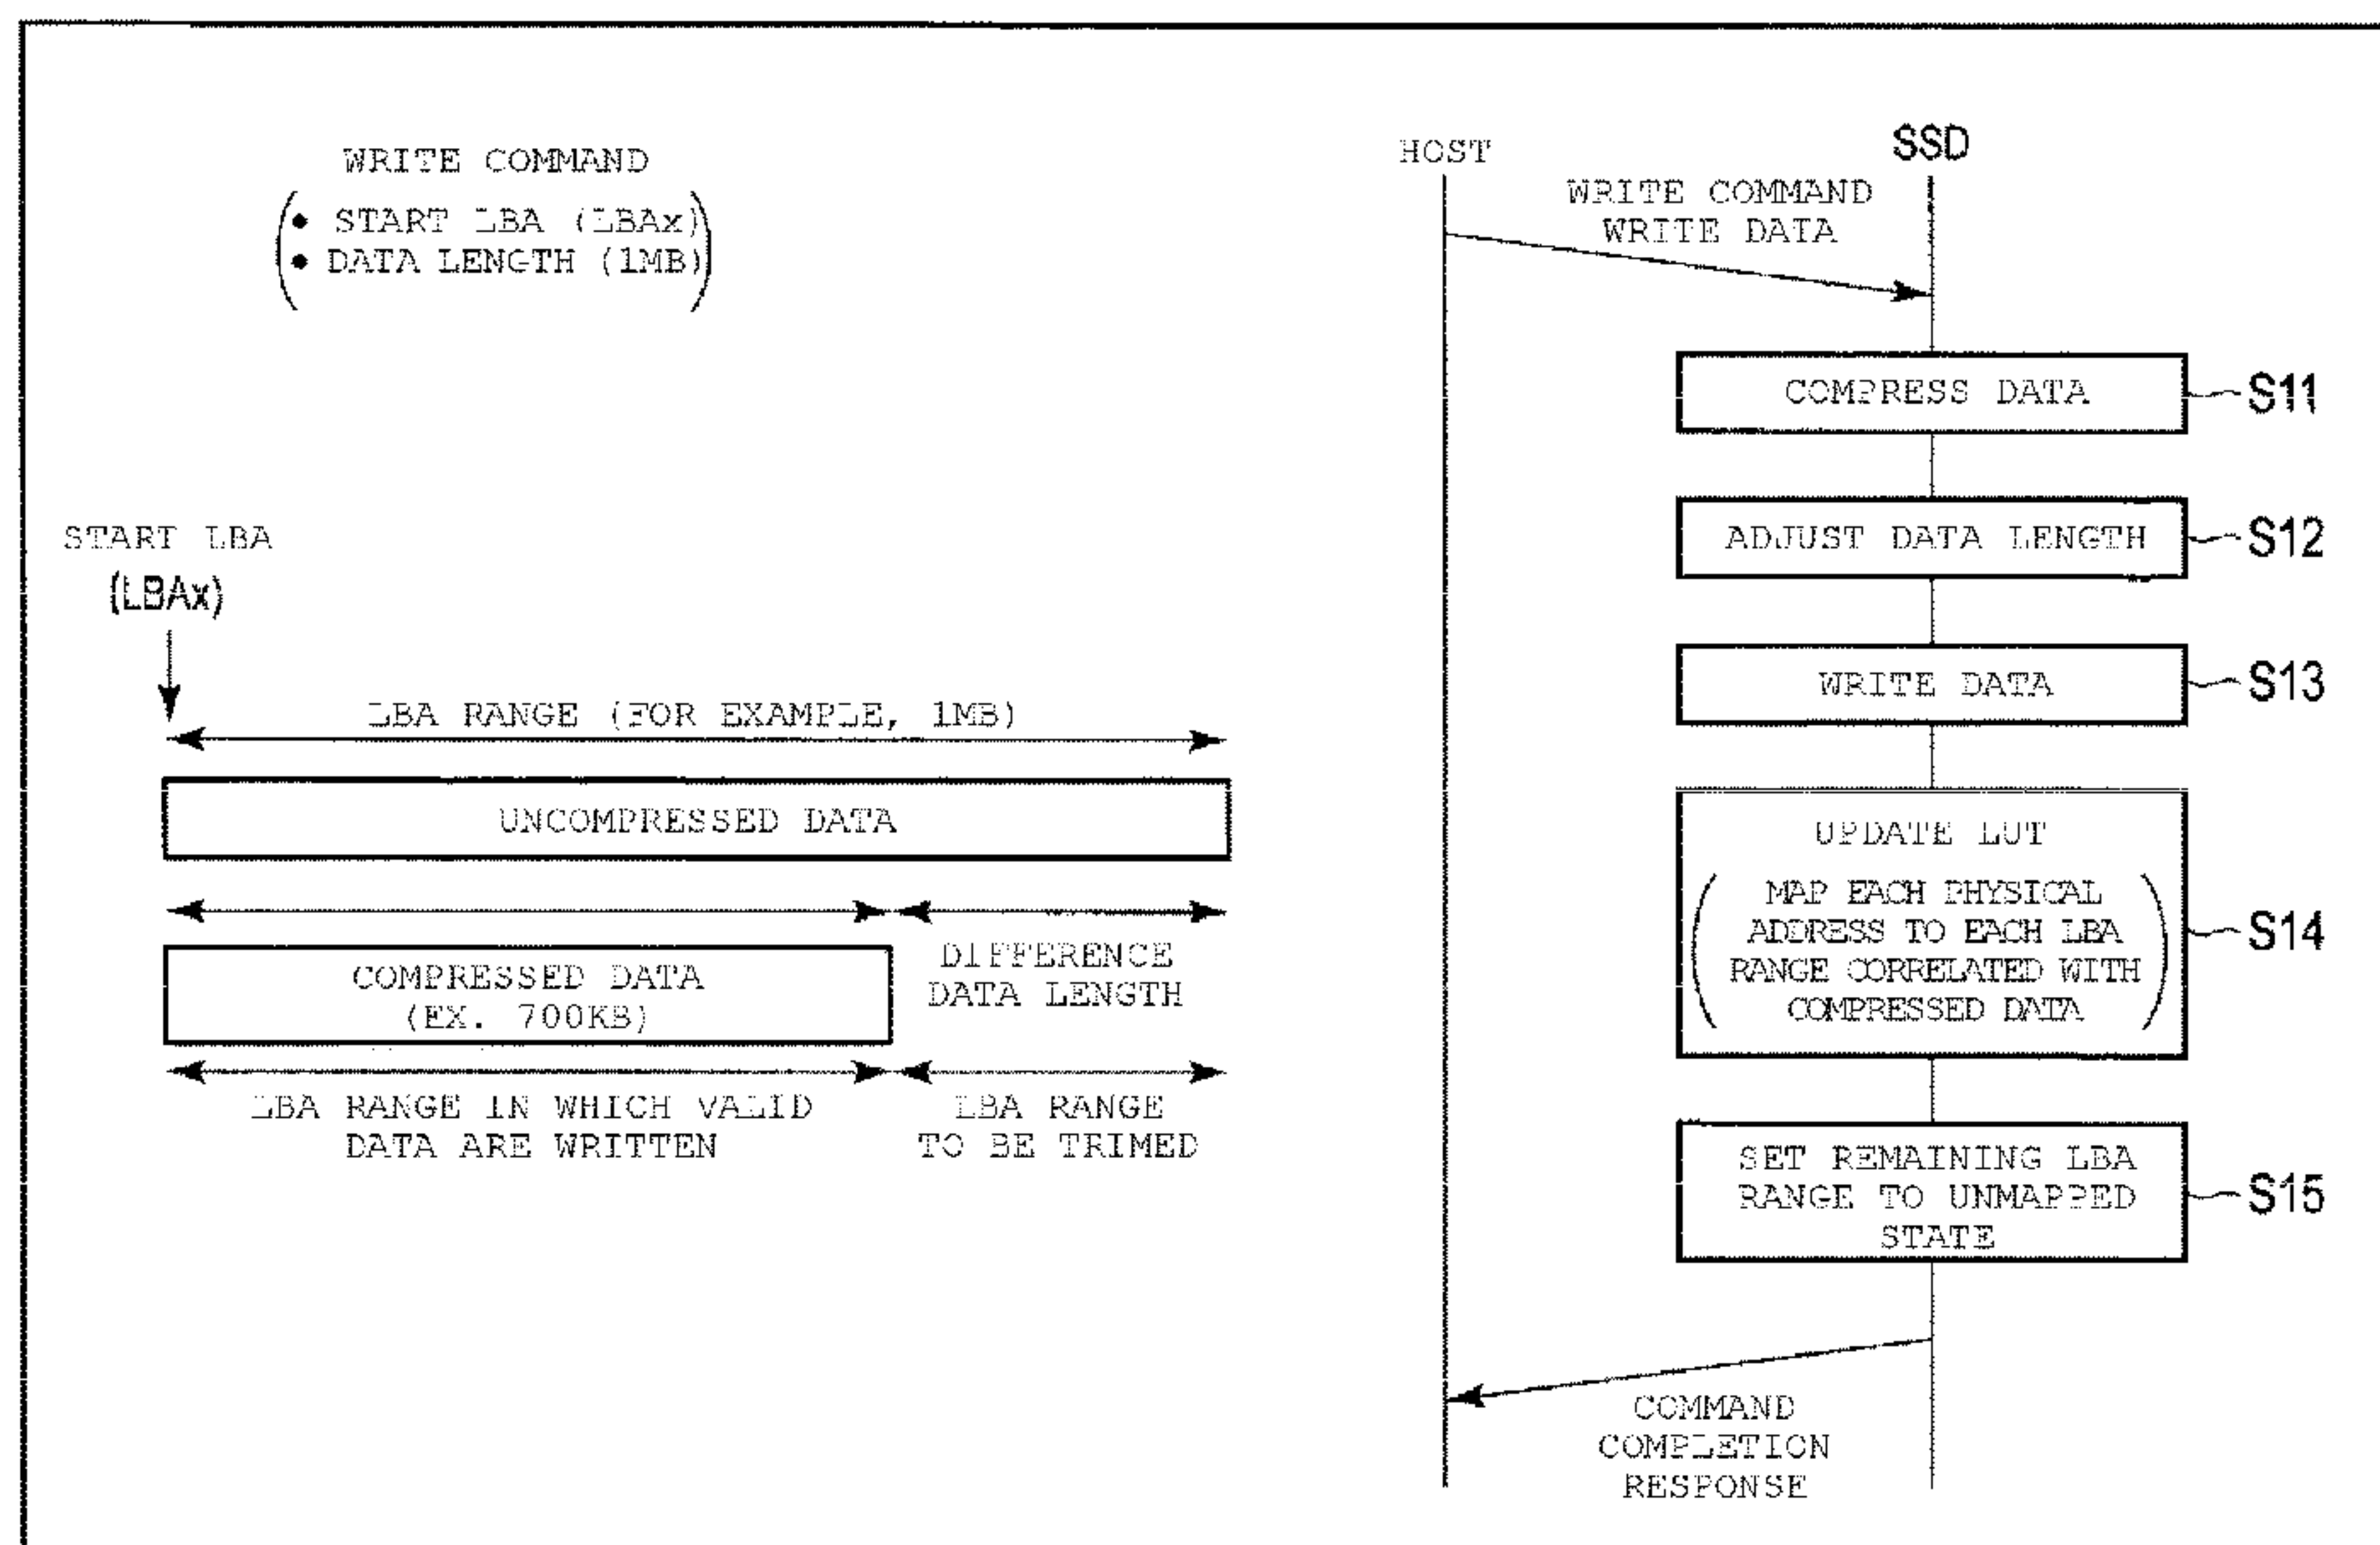 WRITE COMMAND
• START LBA (LBAx)
• DATA LENGTH (1MB)
START LBA
(LBAx)
LBA RANGE (FOR EXAMPLE, 1MB)
UNCOMPRESSED DATA
COMPRESSED DATA
(EX. 700KB)
DIFFERENCE
DATA LENGTH
LBA RANGE IN WHICH VALID
DATA ARE WRITTEN
LBA RANGE
TO BE TRIMED
HOST
SSD
WRITE COMMAND
WRITE DATA
COMPRESS DATA
S11
ADJUST DATA LENGTH
S12
WRITE DATA
S13
UPDATE LUT
MAP EACH PHYSICAL
ADDRESS TO EACH LBA
RANGE CORRELATED WITH
COMPRESSED DATA
S14
SET REMAINING LBA
RANGE TO UNMAPPED
STATE
S15
COMMAND
COMPLETION
RESPONSE